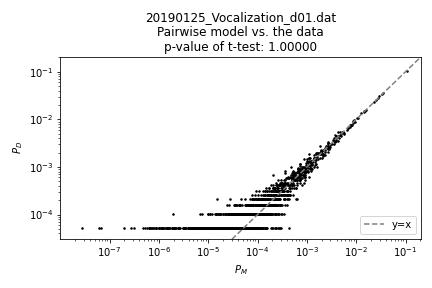 20190125_Vocalization_d01.dat
Pairwise model vs. the data
p-value of t-test: 1.00000
10⁻¹
10⁻²
P_D
10⁻³
10⁻⁴
y=x
10⁻⁷ 10⁻⁶ 10⁻⁵ 10⁻⁴ 10⁻³ 10⁻² 10⁻¹
P_M